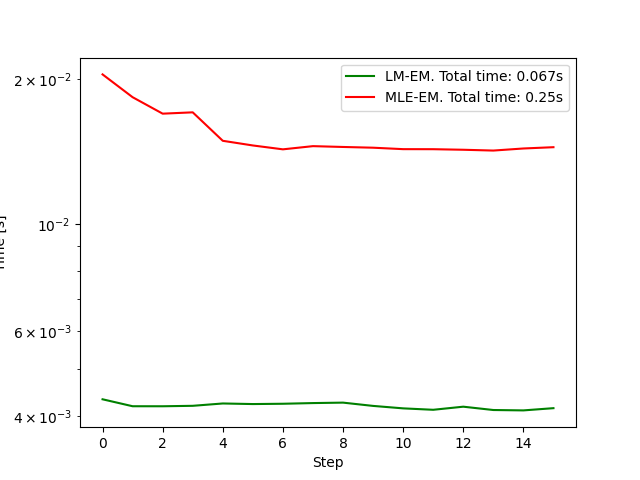 LM-EM. Total time: 0.067s
MLE-EM. Total time: 0.25s
2 × 10⁻²
10⁻²
6 × 10⁻³
4 × 10⁻³
[s]
0 2 4 6 8 10 12 14
Step